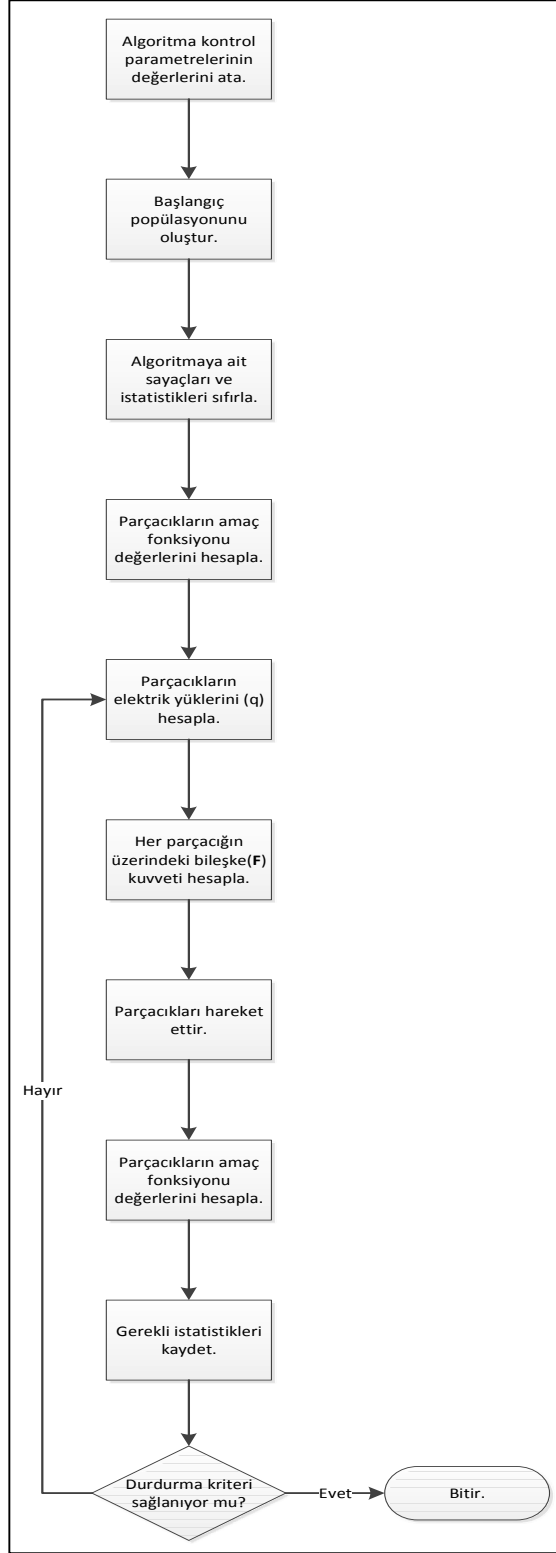 Algoritma kontrol
parametrelerinin
değerlerini ata.
Başlangıç
popülasyonunu
oluştur.
Algoritmaya ait
sayaçları ve
istatistikleri sıfırla.
Parçacıkların amaç
fonksiyonu
değerlerini hesapla.
Parçacıkların
elektrik yüklerini (q)
hesapla.
Her parçacığın
üzerindeki bileşke(F)
kuvveti hesapla.
Parçacıkları hareket
ettir.
Hayır
Parçacıkların amaç
fonksiyonu
değerlerini hesapla.
Gerekli istatistikleri
kaydet.
Durdurma kriteri
sağlanıyor mu?
Evet
Bitir.